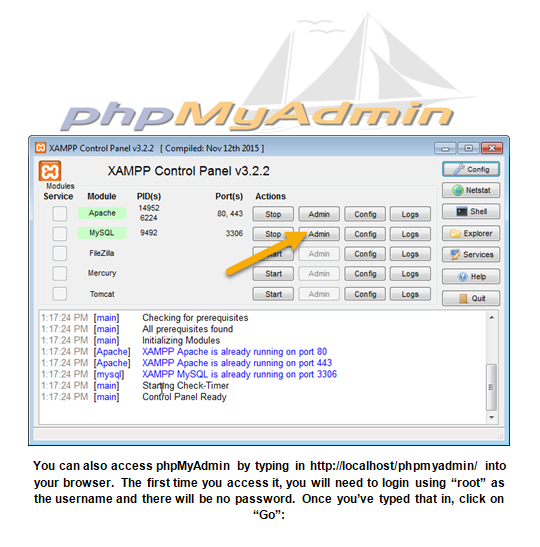 phpMyAdmin
XAMPP Control Panel v3.2.2 [ Compiled: Nov 12th 2015 ]
XAMPP Control Panel v3.2.2
Config
Modules
Service Module PID(s) Port(s) Actions
Netstat
Apache 14952 6224 80, 443 Stop Admin Config Logs
Shell
MySQL 9492 3306 Stop Admin Config Logs
Explorer
FileZilla Start Admin Config Logs
Services
Mercury Start Admin Config Logs
Help
Tomcat Start Admin Config Logs
Quit
1:17:24 PM [main] Checking for prerequisites
1:17:24 PM [main] All prerequisites found
1:17:24 PM [main] Initializing Modules
1:17:24 PM [Apache] XAMPP Apache is already running on port 80
1:17:24 PM [Apache] XAMPP Apache is already running on port 443
1:17:24 PM [mysql] XAMPP MySQL is already running on port 3306
1:17:24 PM [main] Starting Check-Timer
1:17:24 PM [main] Control Panel Ready
You can also access phpMyAdmin by typing in http://localhost/phpmyadmin/ into
your browser. The first time you access it, you will need to login using “root” as
the username and there will be no password. Once you’ve typed that in, click on
“Go”: